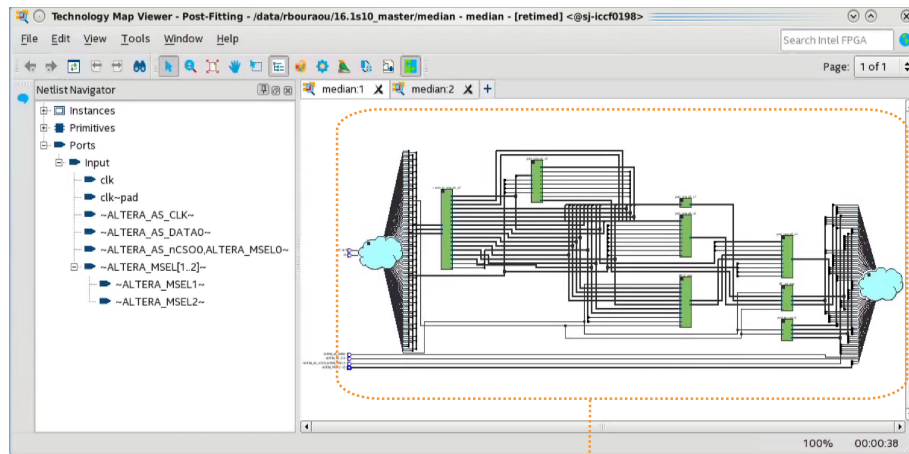 Technology Map Viewer - Post-Fitting - /data/rbouraou/16.1s10_master/median - median - [retimed] <@sj-iccf0198>
File Edit View Tools Window Help
Search Intel FPGA
Page: 1 of 1
Netlist Navigator
median:1
median:2
Instances
Primitives
Ports
Input
clk
clk~pad
~ALTERA_AS_CLK~
~ALTERA_AS_DATA0~
~ALTERA_AS_nCSO0,ALTERA_MSEL0~
~ALTERA_MSEL[1..2]~
~ALTERA_MSEL1~
~ALTERA_MSEL2~
100% 00:00:38